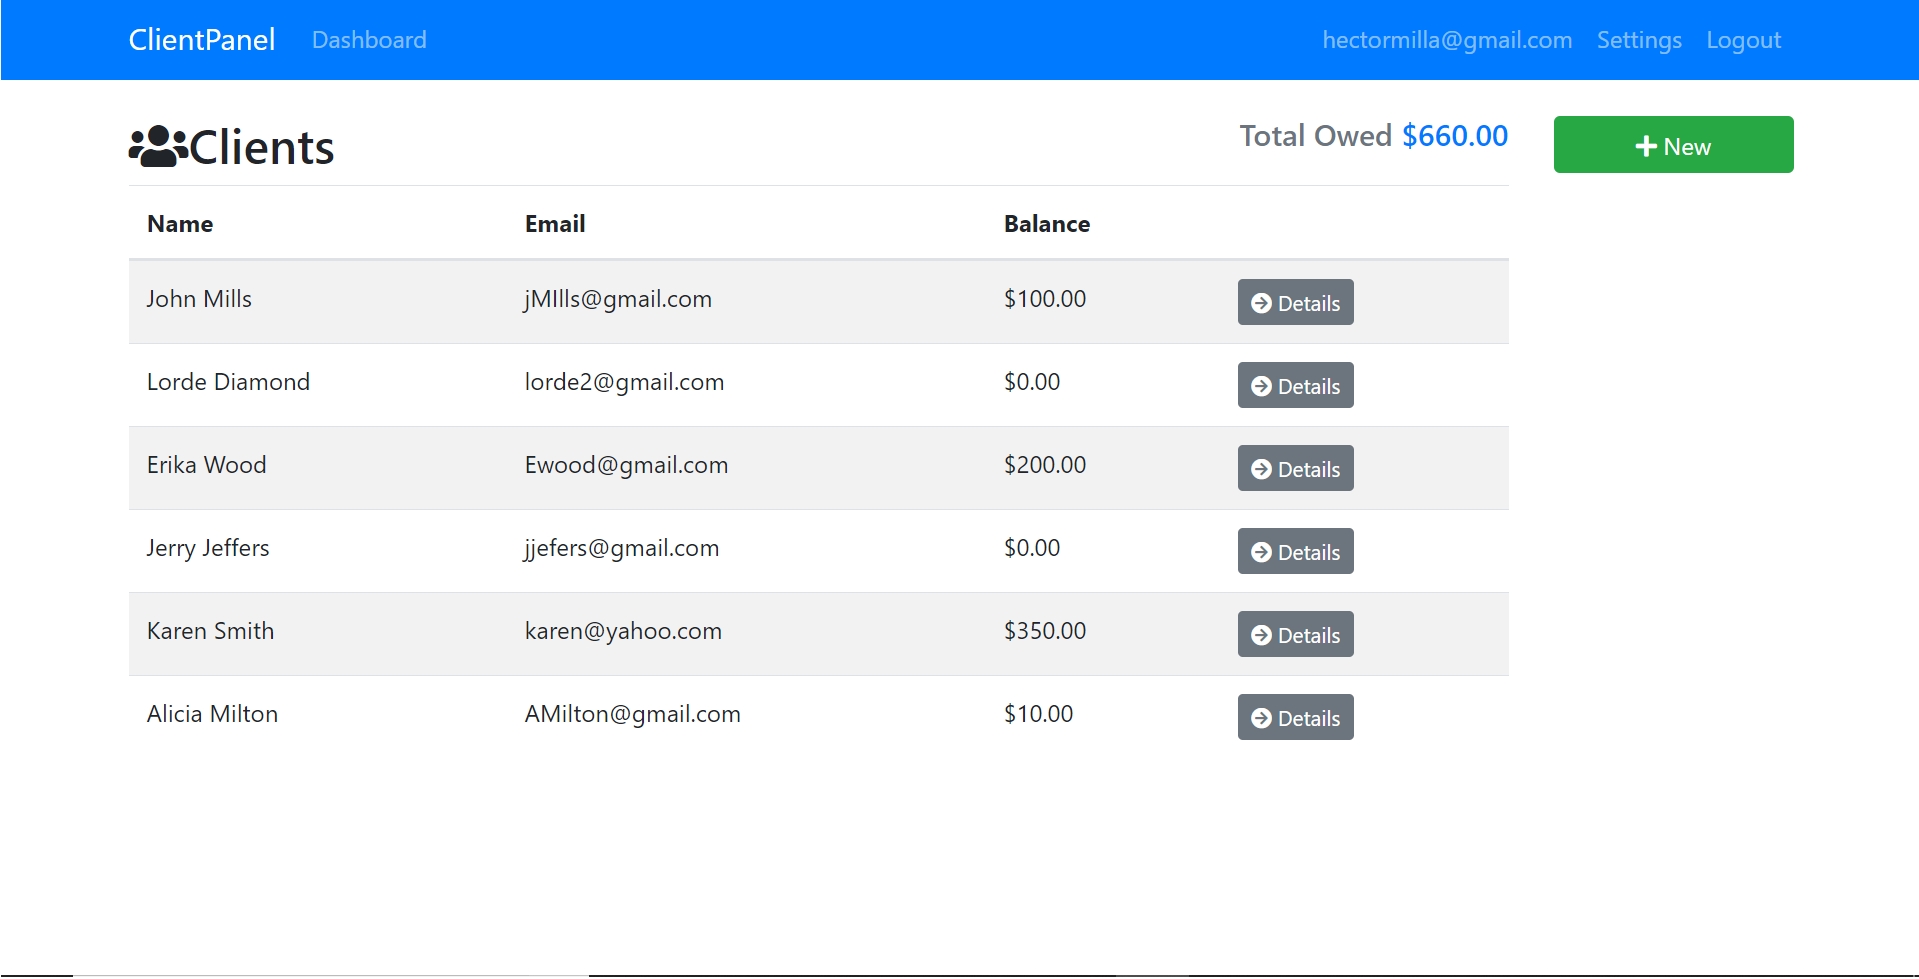 ClientPanel Dashboard hectormilla@gmail.com Settings Logout
Clients Total Owed $660.00 New
Name Email Balance
John Mills jMIlls@gmail.com $100.00 Details
Lorde Diamond lorde2@gmail.com $0.00 Details
Erika Wood Ewood@gmail.com $200.00 Details
Jerry Jeffers jjefers@gmail.com $0.00 Details
Karen Smith karen@yahoo.com $350.00 Details
Alicia Milton AMilton@gmail.com $10.00 Details